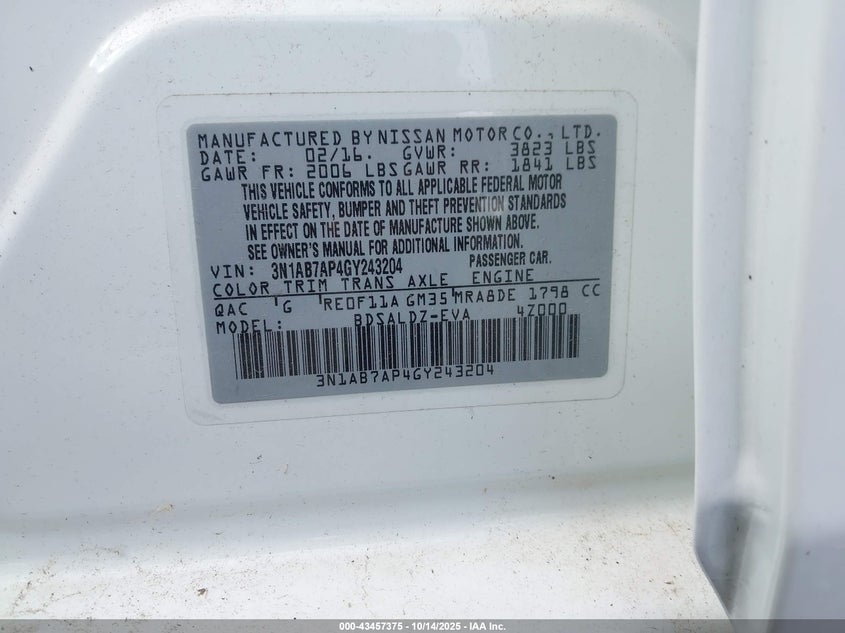 MANUFACTURED BY NISSAN MOTOR CO., LTD.
DATE: 02/16. GVWR: 3823 LBS
GAWR FR: 2006 LBS GAWR RR: 1841 LBS
THIS VEHICLE CONFORMS TO ALL APPLICABLE FEDERAL MOTOR
VEHICLE SAFETY, BUMPER AND THEFT PREVENTION STANDARDS
IN EFFECT ON THE DATE OF MANUFACTURE SHOWN ABOVE.
SEE OWNER'S MANUAL FOR ADDITIONAL INFORMATION.
VIN: 3N1AB7AP4GY243204 PASSENGER CAR.
COLOR TRIM TRANS AXLE ENGINE
QAC G RE0F11A GM35 MRA8DE 1798 CC
MODEL: BDSALDZ-EVA 4Z000
3N1AB7AP4GY243204
000-43457375 - 10/14/2025 - IAA Inc.